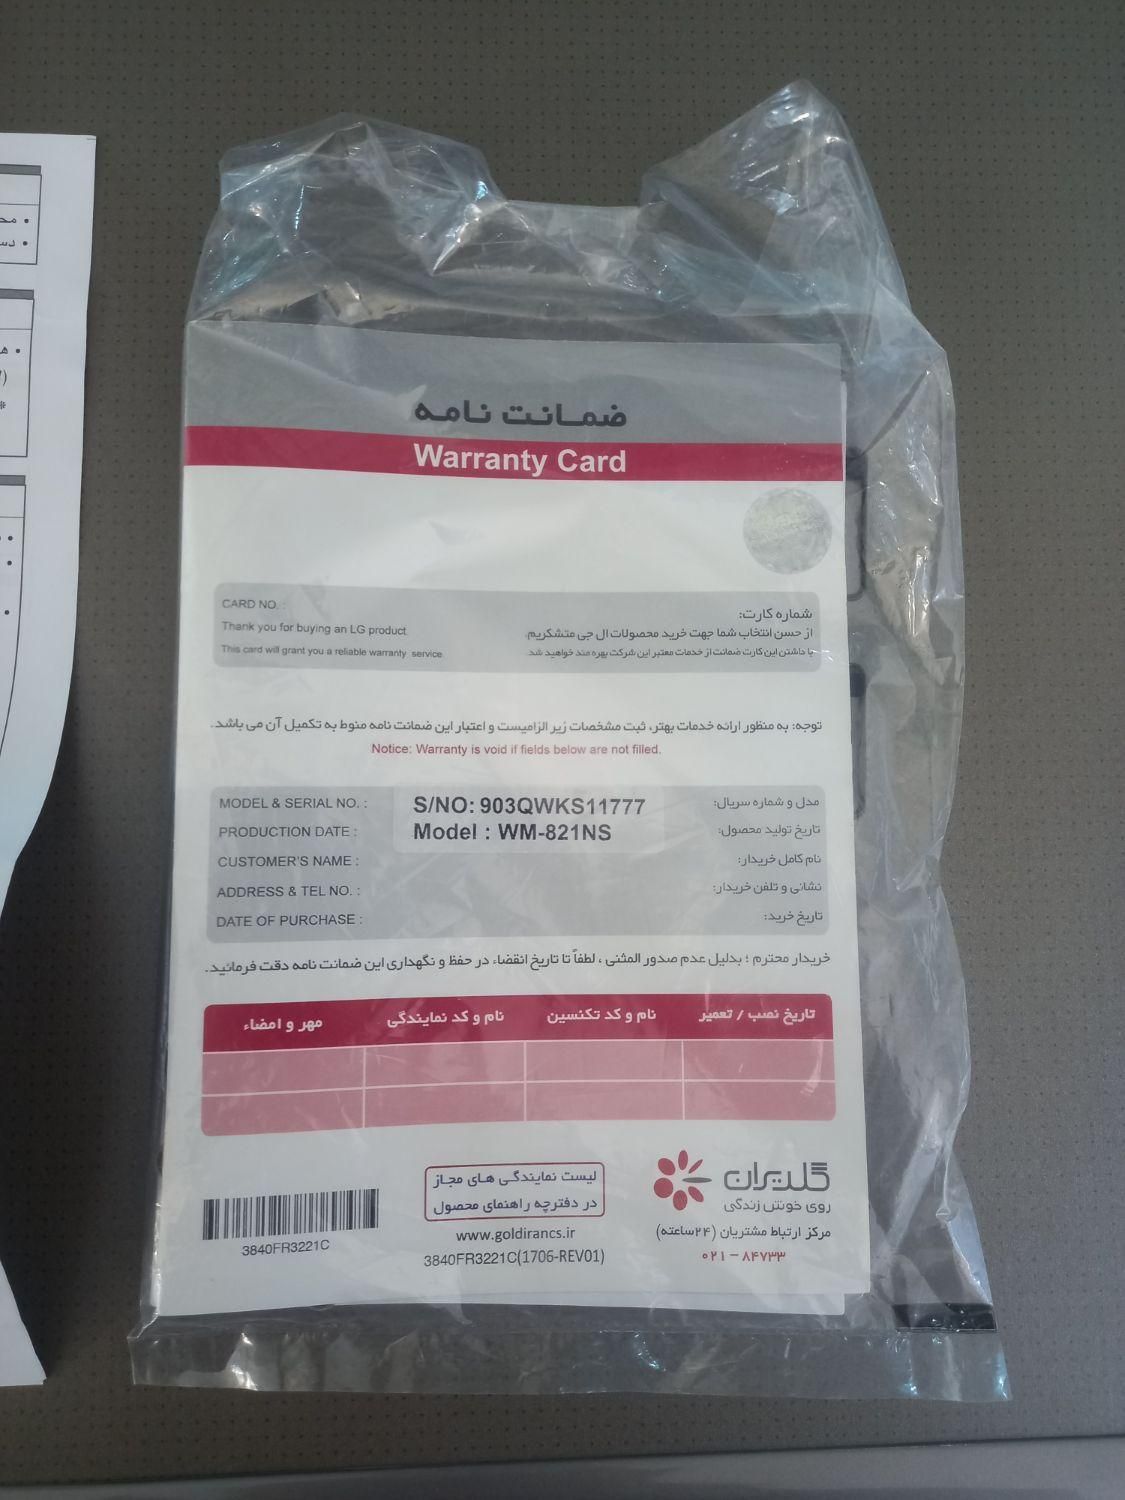 ضمانت نامه
Warranty Card
CARD NO. :
شماره کارت:
Thank you for buying an LG product.
از حسن انتخاب شما جهت خرید محصولات ال جی متشکریم.
This card will grant you a reliable warranty service.
با داشتن این کارت ضمانت از خدمات معتبر این شرکت بهره مند خواهید شد.
توجه: به منظور ارائه خدمات بهتر، ثبت مشخصات زیر الزامیست و اعتبار این ضمانت نامه منوط به تکمیل آن می باشد.
Notice: Warranty is void if fields below are not filled.
MODEL & SERIAL NO. : S/NO: 903QWKS11777 مدل و شماره سریال:
PRODUCTION DATE : Model : WM-821NS تاریخ تولید محصول:
CUSTOMER'S NAME : نام کامل خریدار:
ADDRESS & TEL NO. : نشانی و تلفن خریدار:
DATE OF PURCHASE : تاریخ خرید:
خریدار محترم ؛ بدلیل عدم صدور المثنی ، لطفاً تا تاریخ انقضاء در حفظ و نگهداری این ضمانت نامه دقت فرمائید.
تاریخ نصب / تعمیر نام و کد تکنسین نام و کد نمایندگی مهر و امضاء
گلدیران
روی خوش زندگی
مرکز ارتباط مشتریان (۲۴ساعته)
۰۲۱ – ۸۴۷۳۳
لیست نمایندگی های مجاز
در دفترچه راهنمای محصول
www.goldirancs.ir
3840FR3221C(1706-REV01)
3840FR3221C